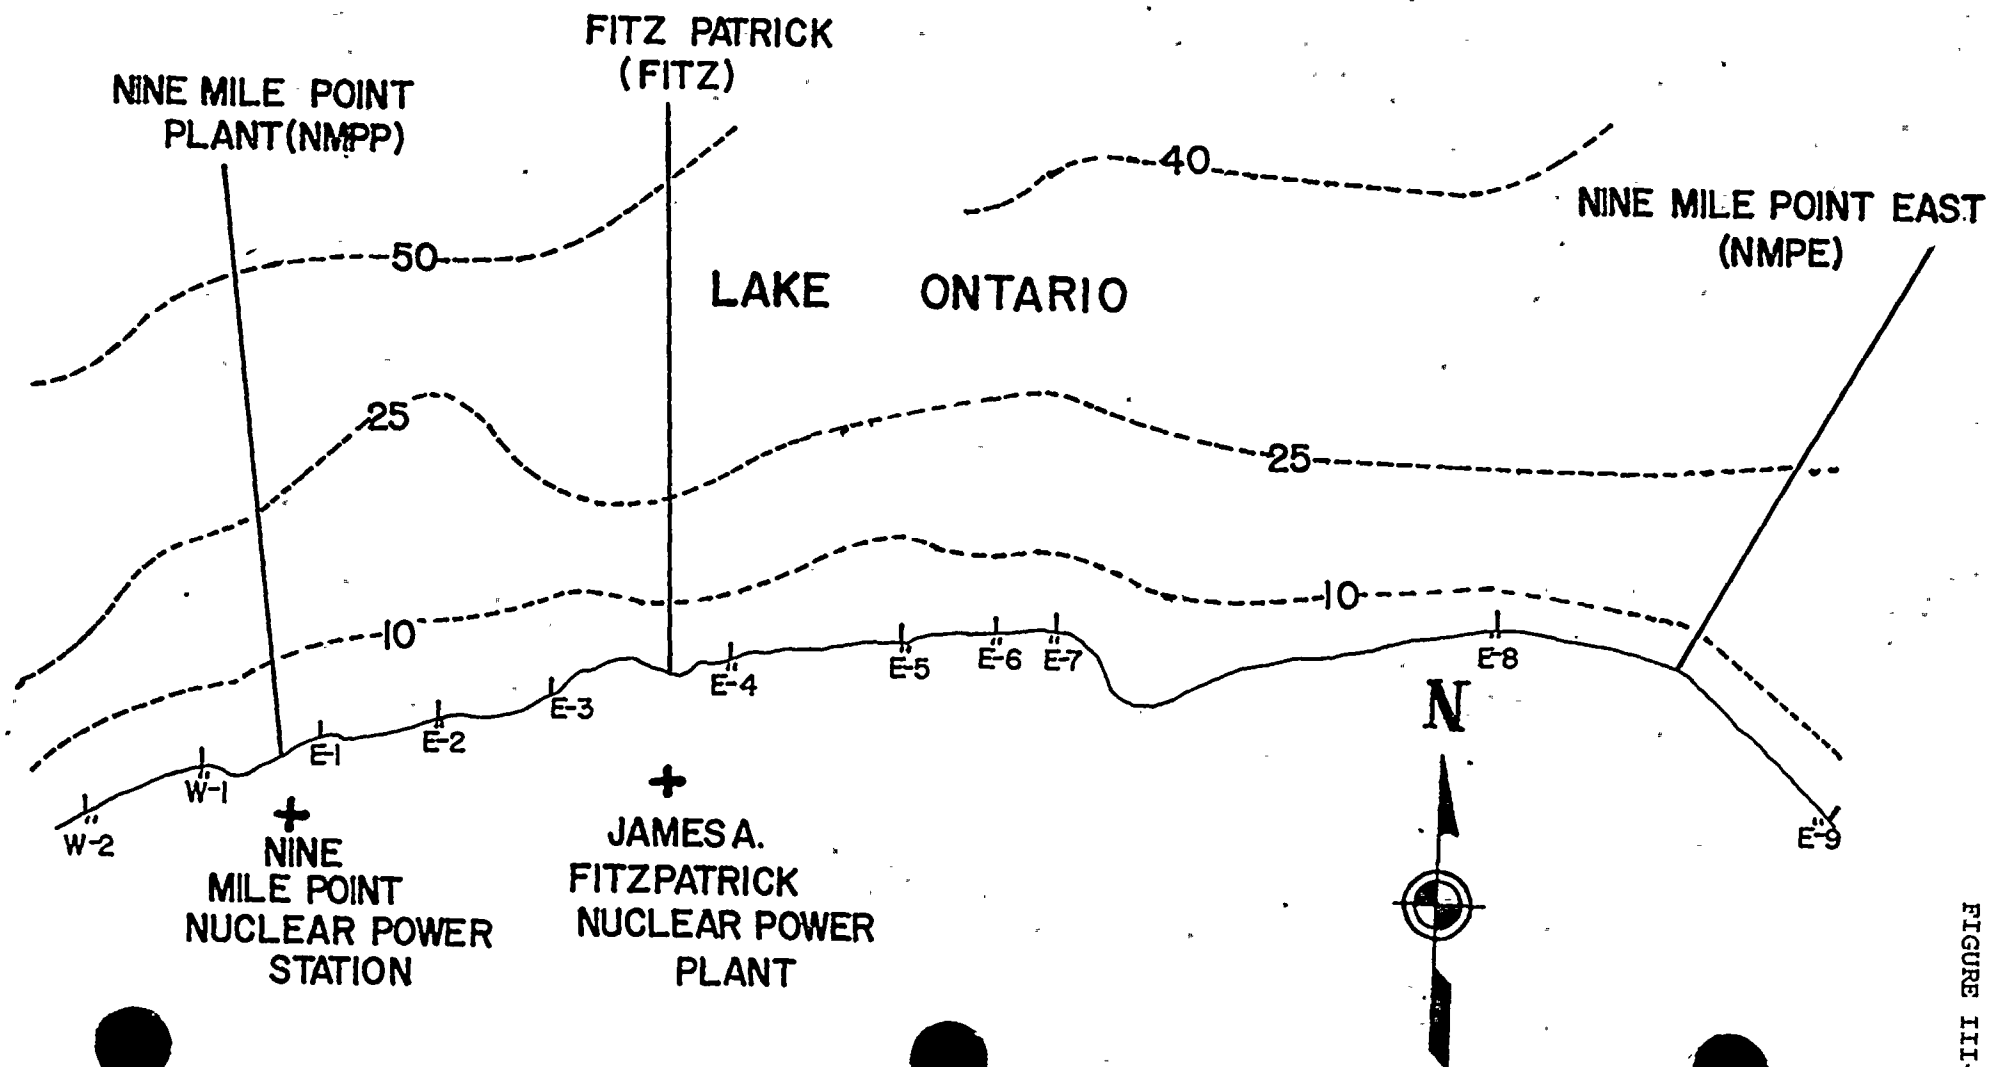 FITZ PATRICK
(FITZ)
NINE MILE POINT
PLANT (NMPP)
40
NINE MILE POINT EAST
(NMPE)
50
LAKE ONTARIO
25
25
10
10
E-8
E-7
E-6
E-5
E-4
E-3
E-2
E-1
W-1
W-2
E-9
N
NINE
MILE POINT
NUCLEAR POWER
STATION
JAMES A.
FITZPATRICK
NUCLEAR POWER
PLANT
FIGURE III-